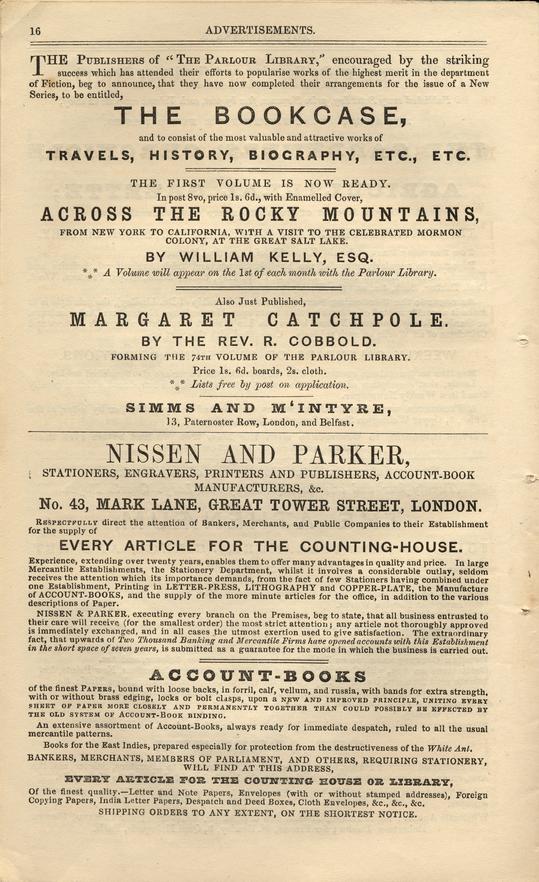 16
ADVERTISEMENTS.
THE PUBLISHERS of "THE PARLOUR LIBRARY," encouraged by the striking
success which has attended their efforts to popularise works of the highest merit in the department
of Fiction, beg to announce, that they have now completed their arrangements for the issue of a New
Series, to be entitled,
THE BOOKCASE,
and to consist of the most valuable and attractive works of
TRAVELS, HISTORY, BIOGRAPHY, ETC., ETC.
THE FIRST VOLUME IS NOW READY.
In post 8vo, price 1s. 6d., with Enamelled Cover,
ACROSS THE ROCKY MOUNTAINS,
FROM NEW YORK TO CALIFORNIA, WITH A VISIT TO THE CELEBRATED MORMON
COLONY, AT THE GREAT SALT LAKE.
BY WILLIAM KELLY, ESQ.
*⁎* A Volume will appear on the 1st of each month with the Parlour Library.
Also Just Published,
MARGARET CATCHPOLE.
BY THE REV. R. COBBOLD.
FORMING THE 74TH VOLUME OF THE PARLOUR LIBRARY.
Price 1s. 6d. boards, 2s. cloth.
*⁎* Lists free by post on application.
SIMMS AND M‘INTYRE,
13, Paternoster Row, London, and Belfast.
NISSEN AND PARKER,
STATIONERS, ENGRAVERS, PRINTERS AND PUBLISHERS, ACCOUNT-BOOK
MANUFACTURERS, &c.
No. 43, MARK LANE, GREAT TOWER STREET, LONDON.
RESPECTFULLY direct the attention of Bankers, Merchants, and Public Companies to their Establishment
for the supply of
EVERY ARTICLE FOR THE COUNTING-HOUSE.
Experience, extending over twenty years, enables them to offer many advantages in quality and price. In large
Mercantile Establishments, the Stationery Department, whilst it involves a considerable outlay, seldom
receives the attention which its importance demands, from the fact of few Stationers having combined under
one Establishment, Printing in LETTER-PRESS, LITHOGRAPHY and COPPER-PLATE, the Manufacture
of ACCOUNT-BOOKS, and the supply of the more minute articles for the office, in addition to the various
descriptions of Paper.
NISSEN & PARKER, executing every branch on the Premises, beg to state, that all business entrusted to
their care will receive (for the smallest order) the most strict attention; any article not thoroughly approved
is immediately exchanged, and in all cases the utmost exertion used to give satisfaction. The extraordinary
fact, that upwards of Two Thousand Banking and Mercantile Firms have opened accounts with this Establishment
in the short space of seven years, is submitted as a guarantee for the mode in which the business is carried out.
ACCOUNT-BOOKS
of the finest PAPERS, bound with loose backs, in forril, calf, vellum, and russia, with bands for extra strength,
with or without brass edging, locks or bolt clasps, upon a NEW AND IMPROVED PRINCIPLE, UNITING EVERY
SHEET OF PAPER MORE CLOSELY AND PERMANENTLY TOGETHER THAN COULD POSSIBLY BE EFFECTED BY
THE OLD SYSTEM OF ACCOUNT-BOOK BINDING.
An extensive assortment of Account-Books, always ready for immediate despatch, ruled to all the usual
mercantile patterns.
Books for the East Indies, prepared especially for protection from the destructiveness of the White Ant.
BANKERS, MERCHANTS, MEMBERS OF PARLIAMENT, AND OTHERS, REQUIRING STATIONERY,
WILL FIND AT THIS ADDRESS,
EVERY ARTICLE FOR THE COUNTING HOUSE OR LIBRARY,
Of the finest quality.—Letter and Note Papers, Envelopes (with or without stamped addresses), Foreign
Copying Papers, India Letter Papers, Despatch and Deed Boxes, Cloth Envelopes, &c., &c., &c.
SHIPPING ORDERS TO ANY EXTENT, ON THE SHORTEST NOTICE.